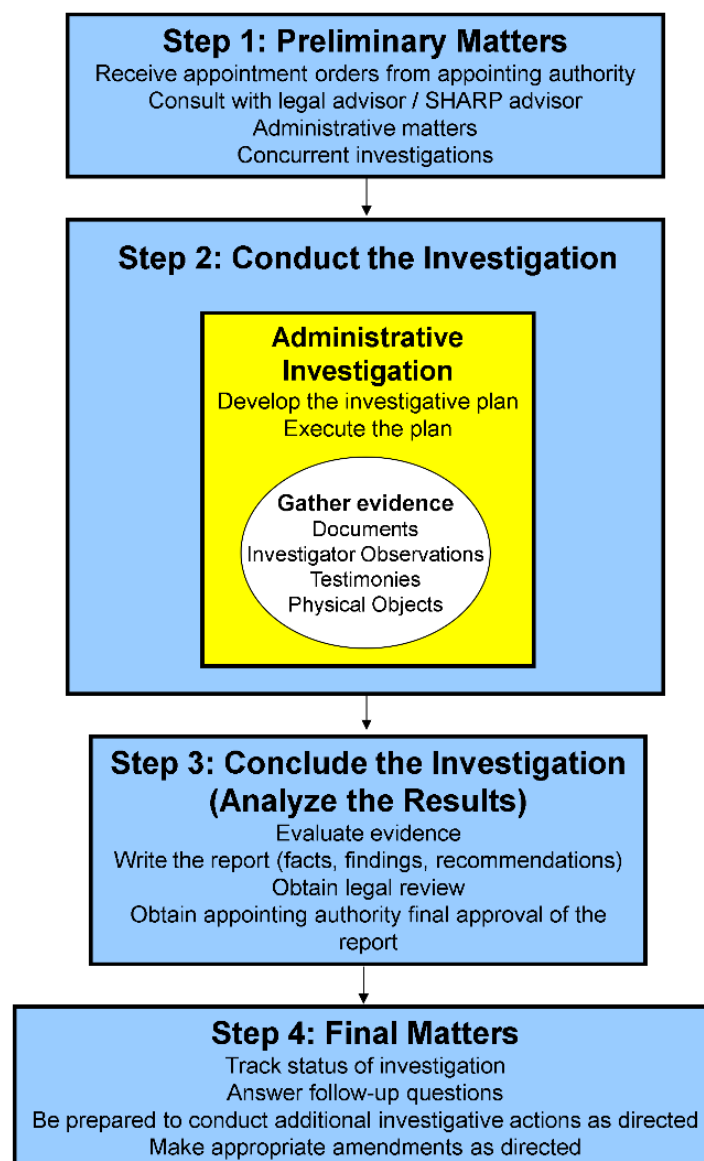 Step 1: Preliminary Matters
Receive appointment orders from appointing authority
Consult with legal advisor / SHARP advisor
Administrative matters
Concurrent investigations
Step 2: Conduct the Investigation
Administrative
Investigation
Develop the investigative plan
Execute the plan
Gather evidence
Documents
Investigator Observations
Testimonies
Physical Objects
Step 3: Conclude the Investigation
(Analyze the Results)
Evaluate evidence
Write the report (facts, findings, recommendations)
Obtain legal review
Obtain appointing authority final approval of the
report
Step 4: Final Matters
Track status of investigation
Answer follow-up questions
Be prepared to conduct additional investigative actions as directed
Make appropriate amendments as directed